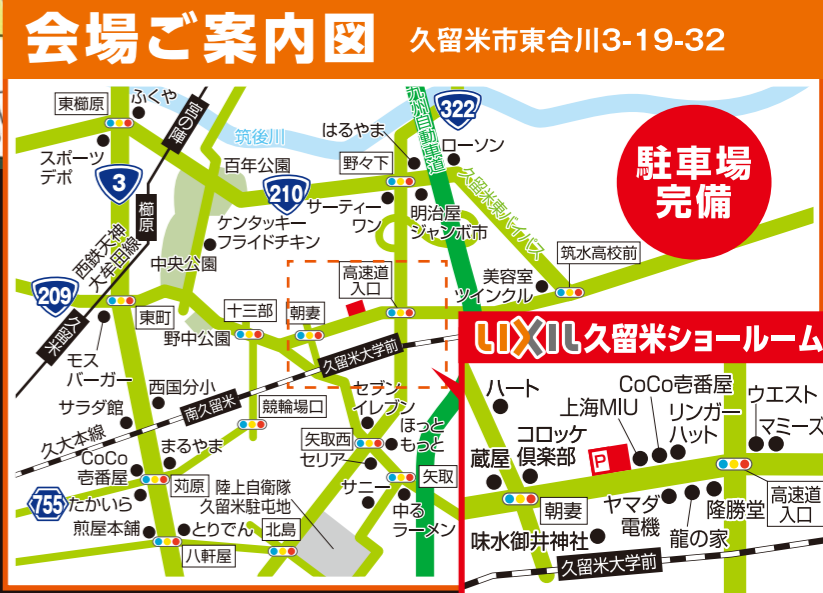 会場ご案内図
久留米市東合川3-19-32
東櫛原
ふくや
宮の陣
筑後川
はるやま
九州自動車道
322
ローソン
駐車場
完備
スポーツ
デポ
3
百年公園
野々下
210
サーティー
ワン
明治屋
ジャンボ市
久留米東バイパス
櫛原
ケンタッキー
フライドチキン
西鉄天神
大牟田線
中央公園
高速道
入口
美容室
ツインクル
筑水高校前
209
東町
十三部
朝妻
野中公園
久留米
モス
バーガー
久留米大学前
西国分小
サラダ館
南久留米
競輪場口
セブン
イレブン
ほっと
もっと
久大本線
まるやま
矢取西
CoCo
壱番屋
セリア
矢取
苅原
陸上自衛隊
久留米駐屯地
サニー
755
たかいら
中る
ラーメン
煎屋本舗
とりでん
北島
八軒屋
LIXIL久留米ショールーム
ハート
CoCo壱番屋
ウエスト
上海MIU
リンガー
ハット
マミーズ
コロッケ
倶楽部
蔵屋
P
高速道
入口
朝妻
ヤマダ
電機
隆勝堂
龍の家
味水御井神社
久留米大学前